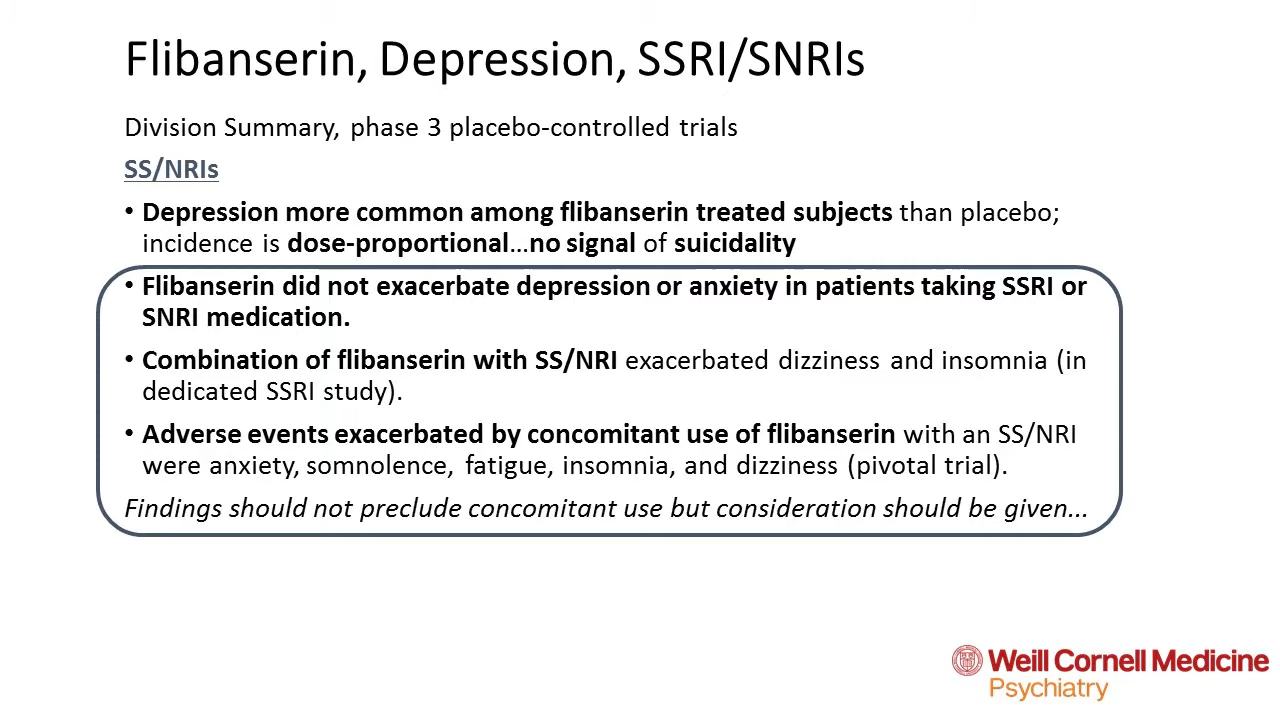 Flibanserin, Depression, SSRI/SNRIs
Division Summary, phase 3 placebo-controlled trials
SS/NRIs
• Depression more common among flibanserin treated subjects than placebo;
incidence is dose-proportional...no signal of suicidality
• Flibanserin did not exacerbate depression or anxiety in patients taking SSRI or
SNRI medication.
• Combination of flibanserin with SS/NRI exacerbated dizziness and insomnia (in
dedicated SSRI study).
• Adverse events exacerbated by concomitant use of flibanserin with an SS/NRI
were anxiety, somnolence, fatigue, insomnia, and dizziness (pivotal trial).
Findings should not preclude concomitant use but consideration should be given...
Weill Cornell Medicine
Psychiatry